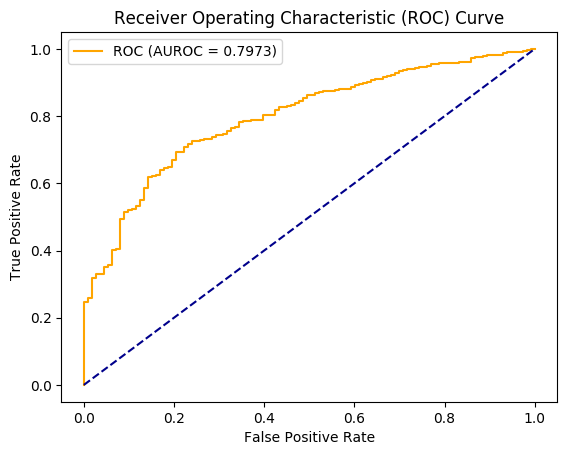 Receiver Operating Characteristic (ROC) Curve
ROC (AUROC = 0.7973)
True Positive Rate
1.0
0.8
0.6
0.4
0.2
0.0
0.0 0.2 0.4 0.6 0.8 1.0
False Positive Rate